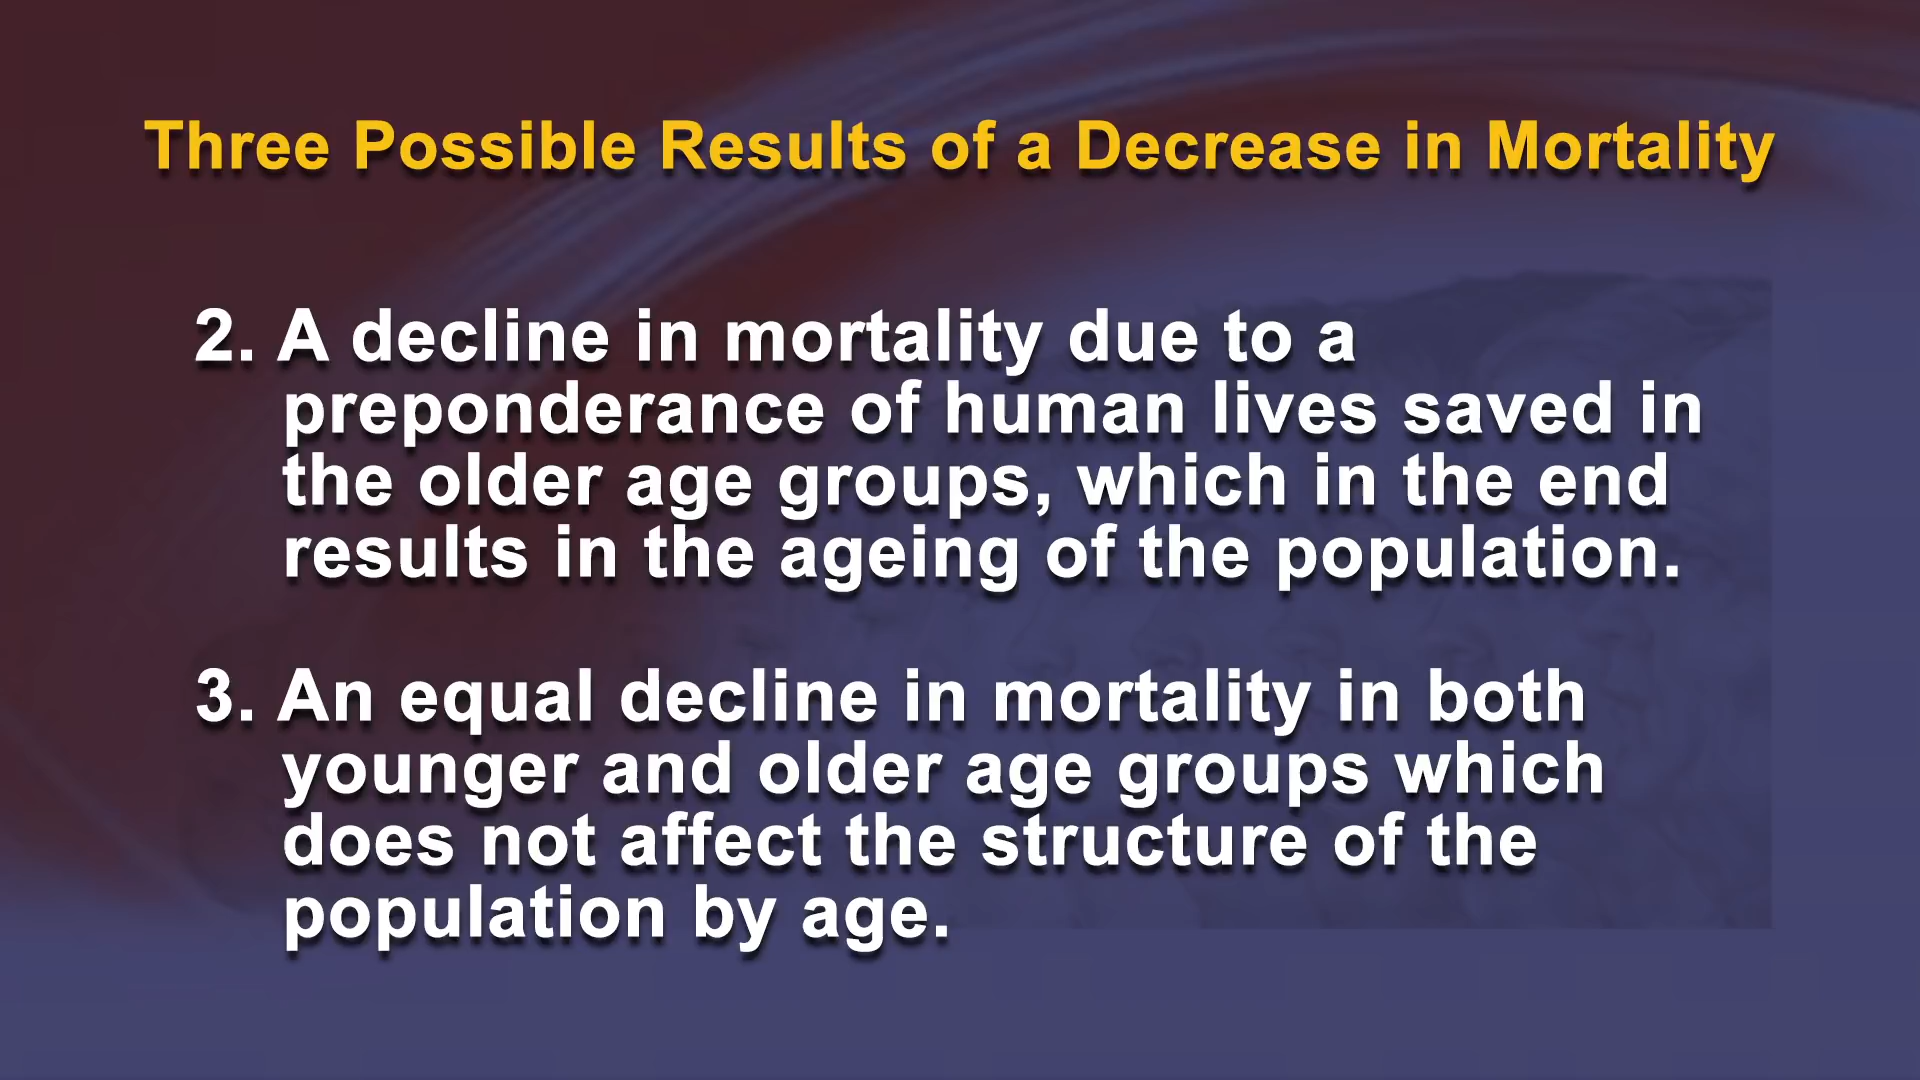 Three Possible Results of a Decrease in Mortality
2. A decline in mortality due to a
preponderance of human lives saved in
the older age groups, which in the end
results in the ageing of the population.
3. An equal decline in mortality in both
younger and older age groups which
does not affect the structure of the
population by age.